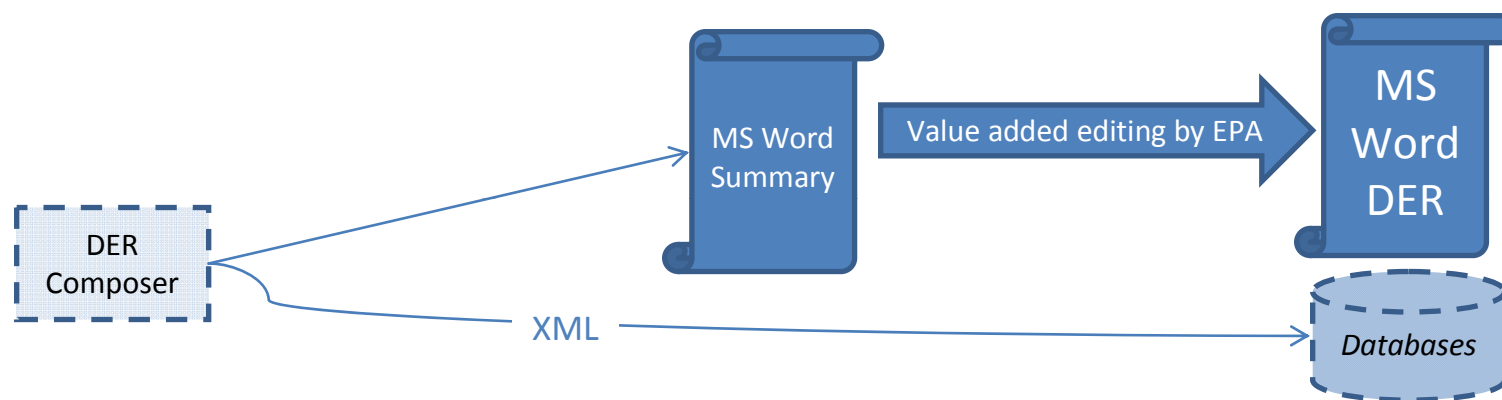 DER
Composer
MS Word
Summary
Value added editing by EPA
MS
Word
DER
XML
Databases